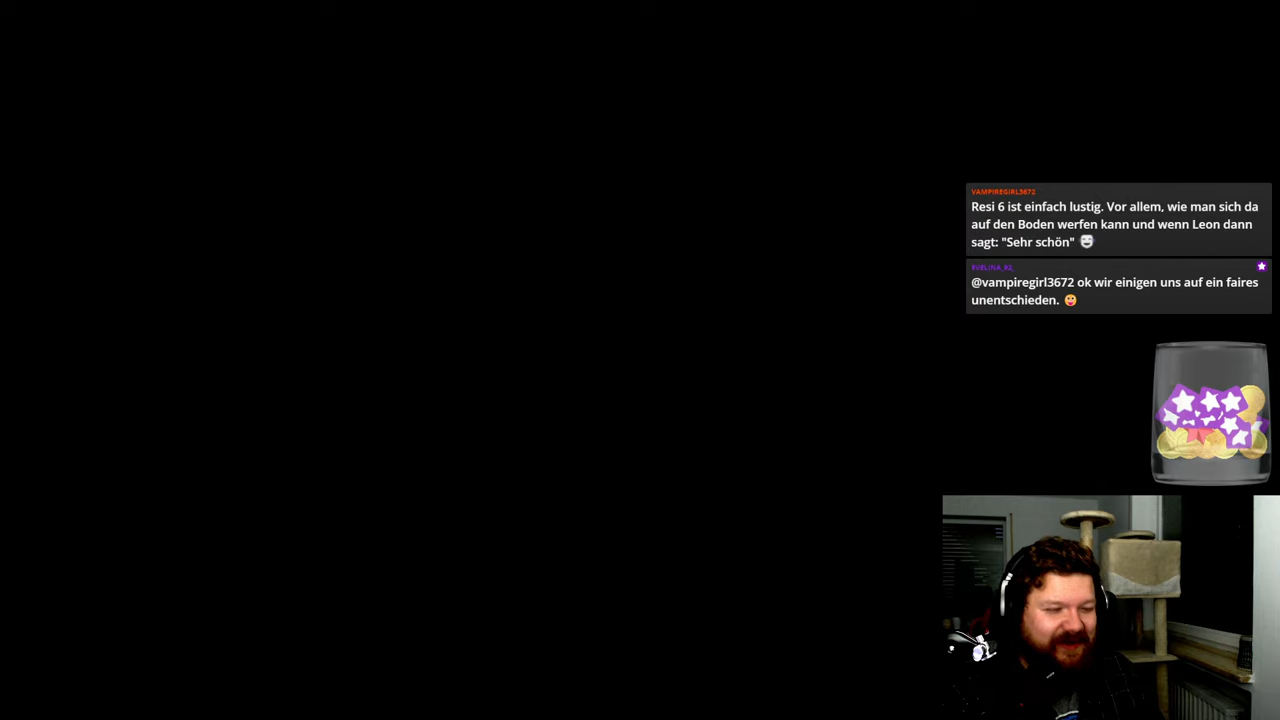 VAMPIREGIRL3672
Resi 6 ist einfach lustig. Vor allem, wie man sich da
auf den Boden werfen kann und wenn Leon dann
sagt: "Sehr schön"
EVELINA_82_
@vampiregirl3672 ok wir einigen uns auf ein faires
unentschieden.